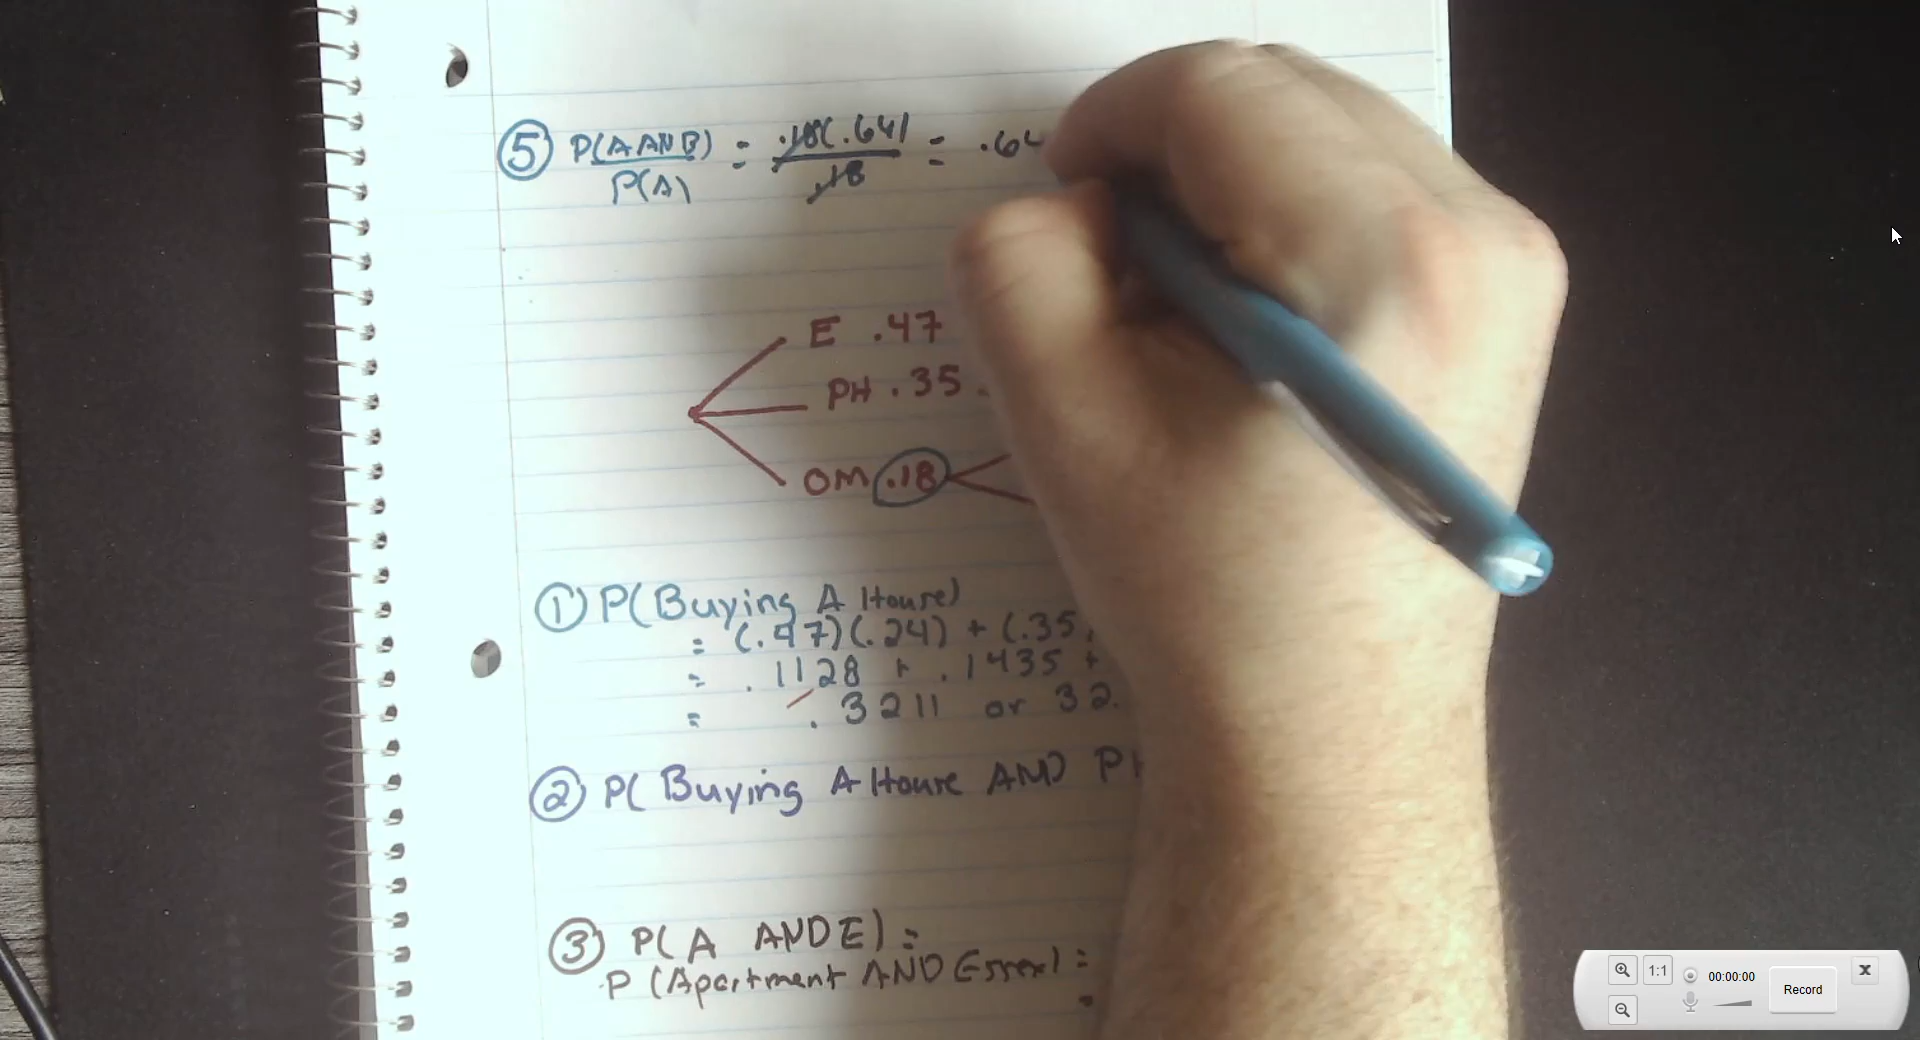 ⑤ P(A AND B) = .18(.64) = .64
P(A) .18
E .47
PH .35
OM .18
① P(Buying A House)
= (.47)(.24) + (.35
= .1128 + .1435 +
= .3211 or 32.
② P( Buying A House AND P
③ P( A AND E) =
P (Apartment AND Essex) =
=
1:1
00:00:00
Record
X